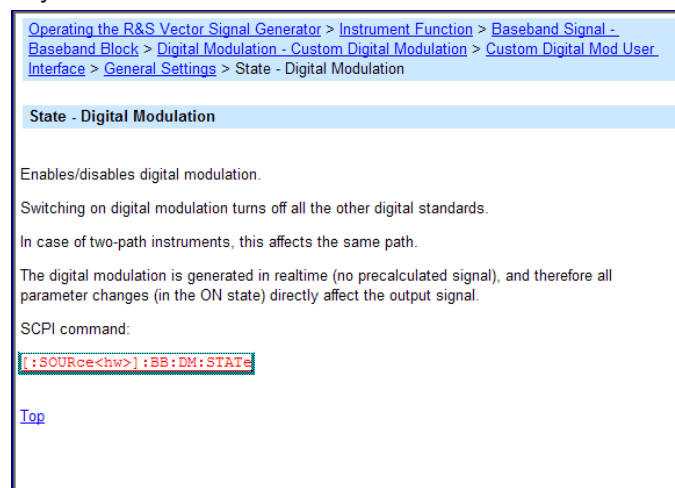 Operating the R&S Vector Signal Generator > Instrument Function > Baseband Signal -
Baseband Block > Digital Modulation - Custom Digital Modulation > Custom Digital Mod User
Interface > General Settings > State - Digital Modulation
State - Digital Modulation
Enables/disables digital modulation.
Switching on digital modulation turns off all the other digital standards.
In case of two-path instruments, this affects the same path.
The digital modulation is generated in realtime (no precalculated signal), and therefore all
parameter changes (in the ON state) directly affect the output signal.
SCPI command:
[:SOURce<hw>]:BB:DM:STATe
Top